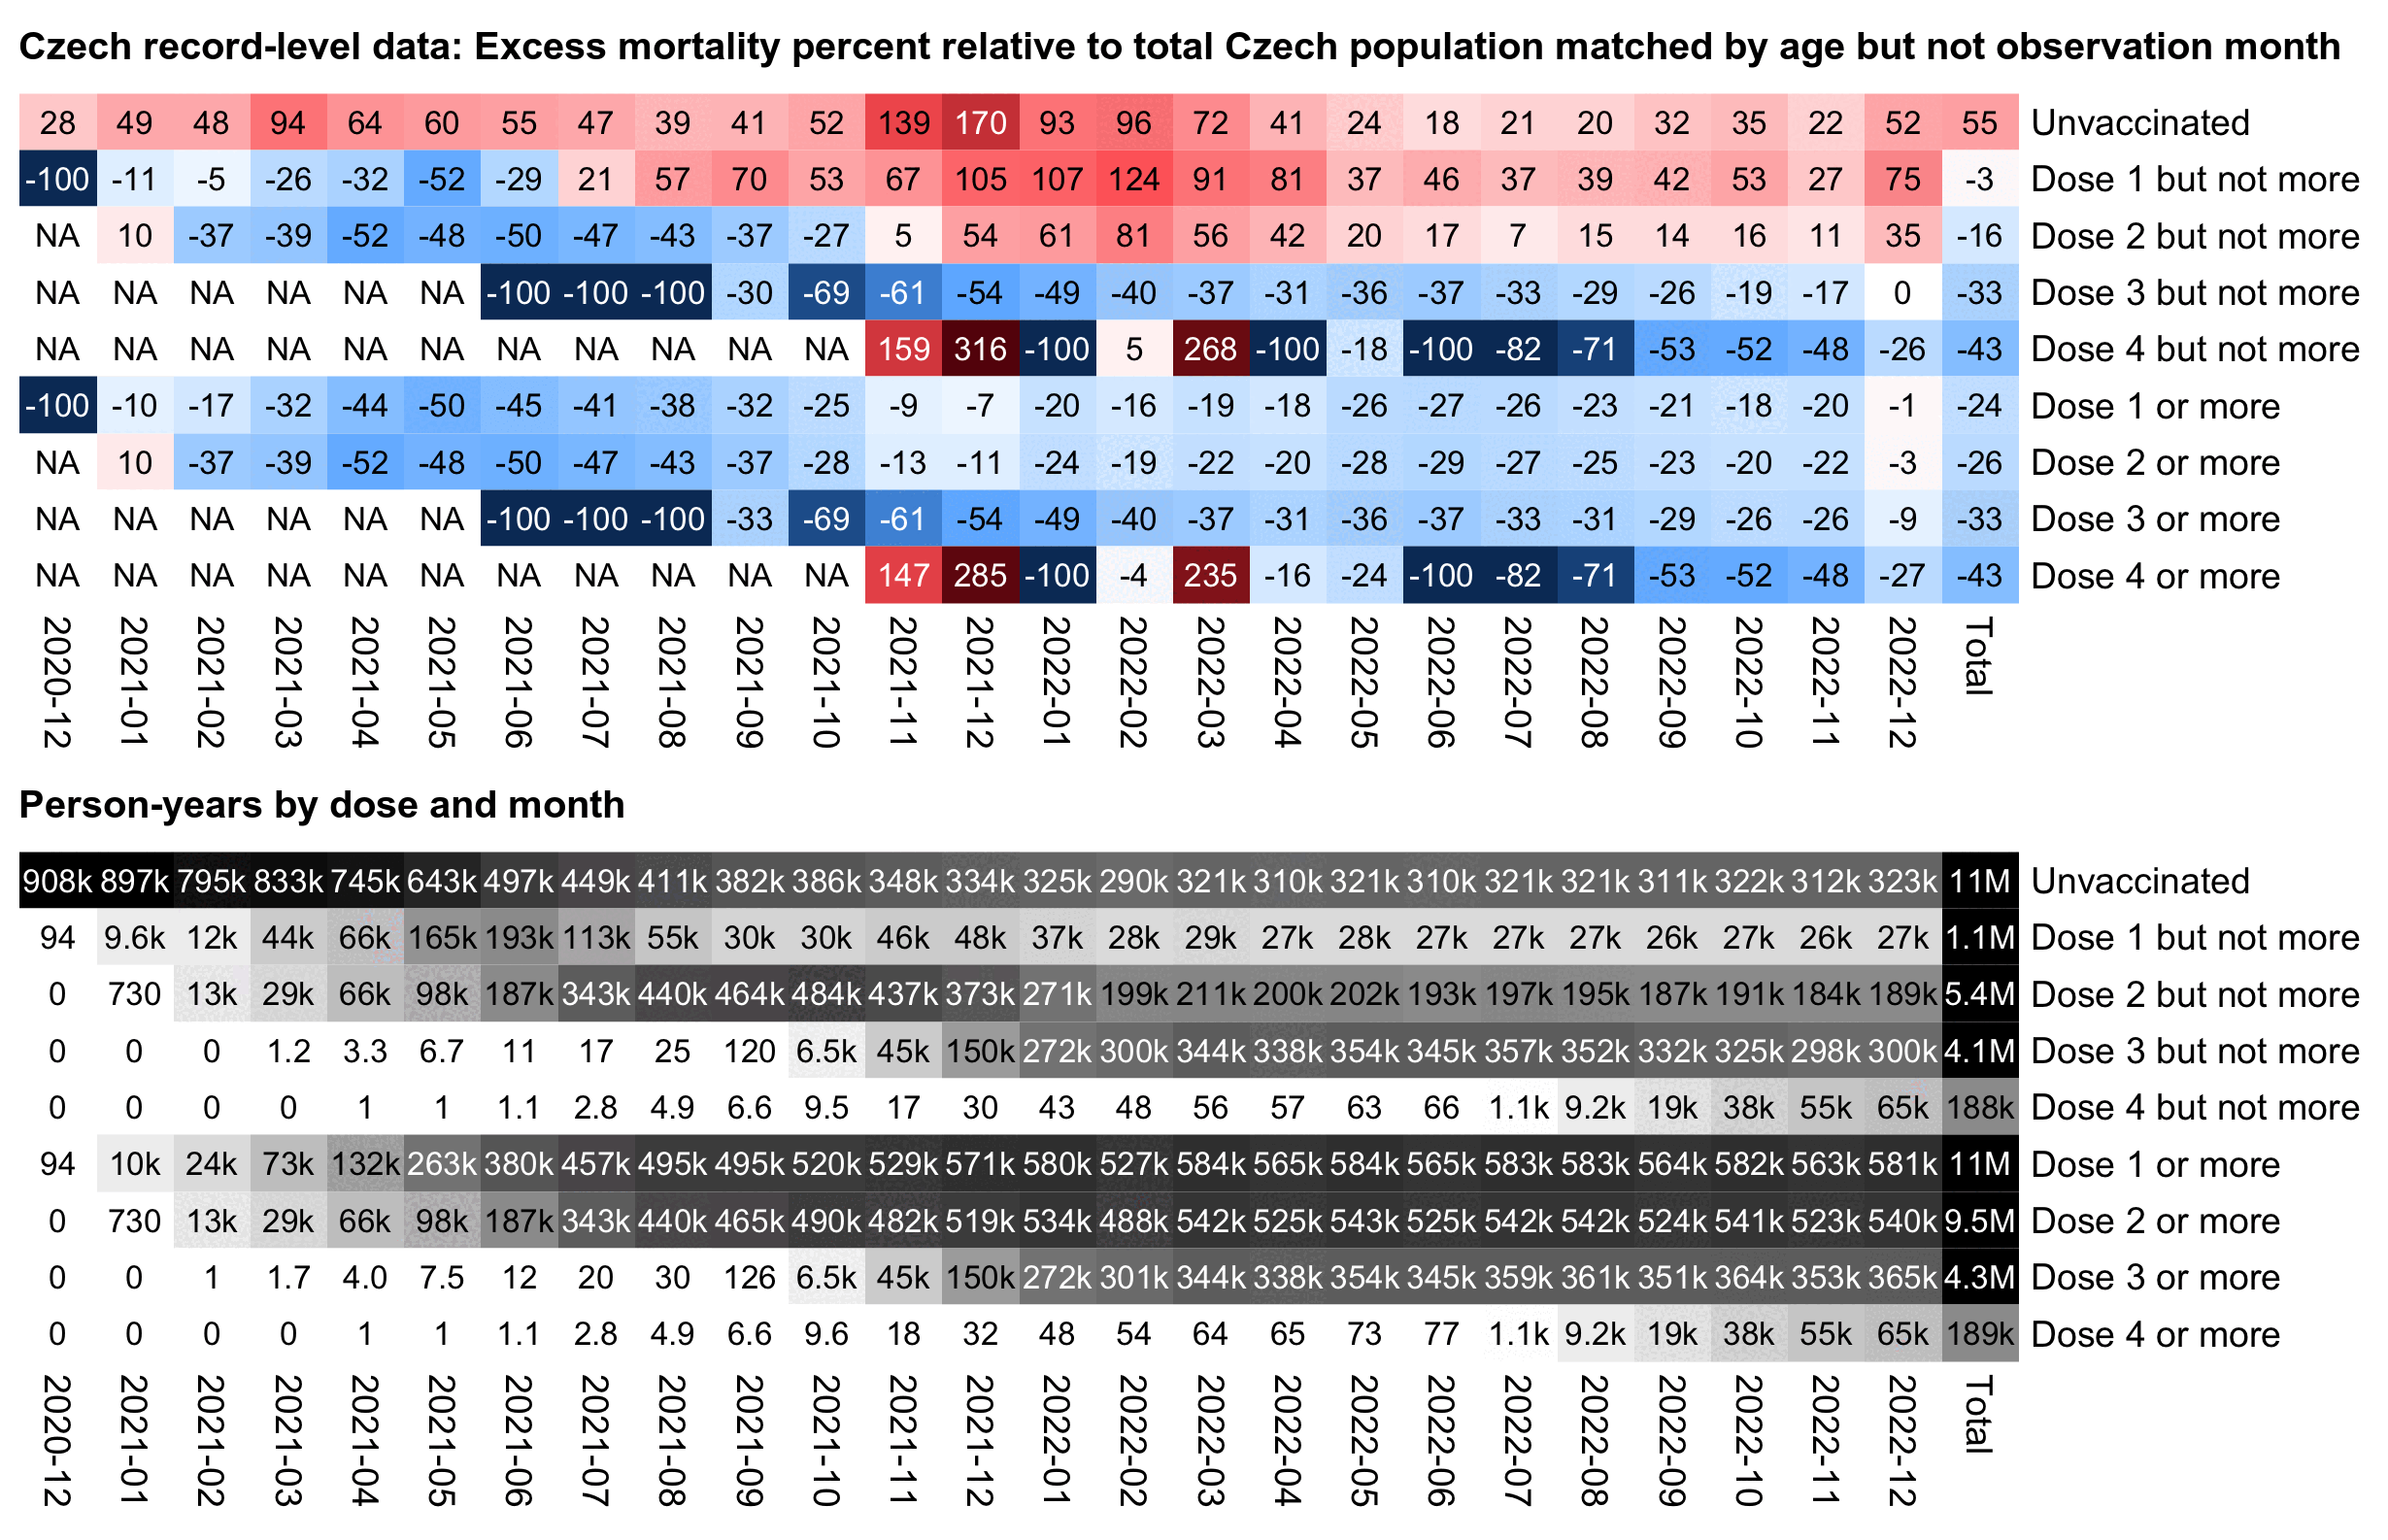 Czech record-level data: Excess mortality percent relative to total Czech population matched by age but not observation month
28 49 48 94 64 60 55 47 39 41 52 139 170 93 96 72 41 24 18 21 20 32 35 22 52 55 Unvaccinated
-100 -11 -5 -26 -32 -52 -29 21 57 70 53 67 105 107 124 91 81 37 46 37 39 42 53 27 75 -3 Dose 1 but not more
NA 10 -37 -39 -52 -48 -50 -47 -43 -37 -27 5 54 61 81 56 42 20 17 7 15 14 16 11 35 -16 Dose 2 but not more
NA NA NA NA NA NA -100 -100 -100 -30 -69 -61 -54 -49 -40 -37 -31 -36 -37 -33 -29 -26 -19 -17 0 -33 Dose 3 but not more
NA NA NA NA NA NA NA NA NA NA NA 159 316 -100 5 268 -100 -18 -100 -82 -71 -53 -52 -48 -26 -43 Dose 4 but not more
-100 -10 -17 -32 -44 -50 -45 -41 -38 -32 -25 -9 -7 -20 -16 -19 -18 -26 -27 -26 -23 -21 -18 -20 -1 -24 Dose 1 or more
NA 10 -37 -39 -52 -48 -50 -47 -43 -37 -28 -13 -11 -24 -19 -22 -20 -28 -29 -27 -25 -23 -20 -22 -3 -26 Dose 2 or more
NA NA NA NA NA NA -100 -100 -100 -33 -69 -61 -54 -49 -40 -37 -31 -36 -37 -33 -31 -29 -26 -26 -9 -33 Dose 3 or more
NA NA NA NA NA NA NA NA NA NA NA 147 285 -100 -4 235 -16 -24 -100 -82 -71 -53 -52 -48 -27 -43 Dose 4 or more
2020-12 2021-01 2021-02 2021-03 2021-04 2021-05 2021-06 2021-07 2021-08 2021-09 2021-10 2021-11 2021-12 2022-01 2022-02 2022-03 2022-04 2022-05 2022-06 2022-07 2022-08 2022-09 2022-10 2022-11 2022-12 Total
Person-years by dose and month
908k 897k 795k 833k 745k 643k 497k 449k 411k 382k 386k 348k 334k 325k 290k 321k 310k 321k 310k 321k 321k 311k 322k 312k 323k 11M Unvaccinated
94 9.6k 12k 44k 66k 165k 193k 113k 55k 30k 30k 46k 48k 37k 28k 29k 27k 28k 27k 27k 27k 26k 27k 26k 27k 1.1M Dose 1 but not more
0 730 13k 29k 66k 98k 187k 343k 440k 464k 484k 437k 373k 271k 199k 211k 200k 202k 193k 197k 195k 187k 191k 184k 189k 5.4M Dose 2 but not more
0 0 0 1.2 3.3 6.7 11 17 25 120 6.5k 45k 150k 272k 300k 344k 338k 354k 345k 357k 352k 332k 325k 298k 300k 4.1M Dose 3 but not more
0 0 0 0 1 1 1.1 2.8 4.9 6.6 9.5 17 30 43 48 56 57 63 66 1.1k 9.2k 19k 38k 55k 65k 188k Dose 4 but not more
94 10k 24k 73k 132k 263k 380k 457k 495k 495k 520k 529k 571k 580k 527k 584k 565k 584k 565k 583k 583k 564k 582k 563k 581k 11M Dose 1 or more
0 730 13k 29k 66k 98k 187k 343k 440k 465k 490k 482k 519k 534k 488k 542k 525k 543k 525k 542k 542k 524k 541k 523k 540k 9.5M Dose 2 or more
0 0 1 1.7 4.0 7.5 12 20 30 126 6.5k 45k 150k 272k 301k 344k 338k 354k 345k 359k 361k 351k 364k 353k 365k 4.3M Dose 3 or more
0 0 0 0 1 1 1.1 2.8 4.9 6.6 9.6 18 32 48 54 64 65 73 77 1.1k 9.2k 19k 38k 55k 65k 189k Dose 4 or more
2020-12 2021-01 2021-02 2021-03 2021-04 2021-05 2021-06 2021-07 2021-08 2021-09 2021-10 2021-11 2021-12 2022-01 2022-02 2022-03 2022-04 2022-05 2022-06 2022-07 2022-08 2022-09 2022-10 2022-11 2022-12 Total